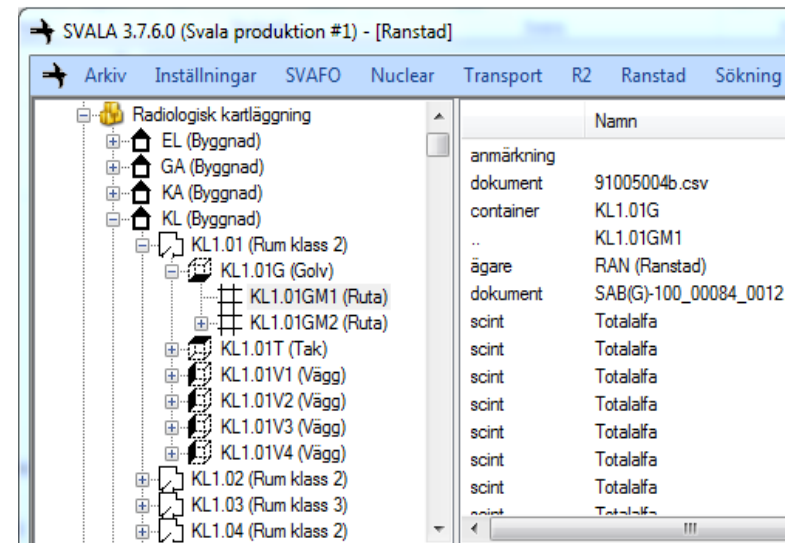 SVALA 3.7.6.0 (Svala produktion #1) - [Ranstad]
Arkiv Inställningar SVAFO Nuclear Transport R2 Ranstad Sökning
Radiologisk kartläggning
EL (Byggnad)
GA (Byggnad)
KA (Byggnad)
KL (Byggnad)
KL1.01 (Rum klass 2)
KL1.01G (Golv)
KL1.01GM1 (Ruta)
KL1.01GM2 (Ruta)
KL1.01T (Tak)
KL1.01V1 (Vägg)
KL1.01V2 (Vägg)
KL1.01V3 (Vägg)
KL1.01V4 (Vägg)
KL1.02 (Rum klass 2)
KL1.03 (Rum klass 3)
KL1.04 (Rum klass 2)
Namn
anmärkning
dokument 91005004b.csv
container KL1.01G
.. KL1.01GM1
ägare RAN (Ranstad)
dokument SAB(G)-100_00084_0012
scint Totalalfa
scint Totalalfa
scint Totalalfa
scint Totalalfa
scint Totalalfa
scint Totalalfa
scint Totalalfa
scint Totalalfa